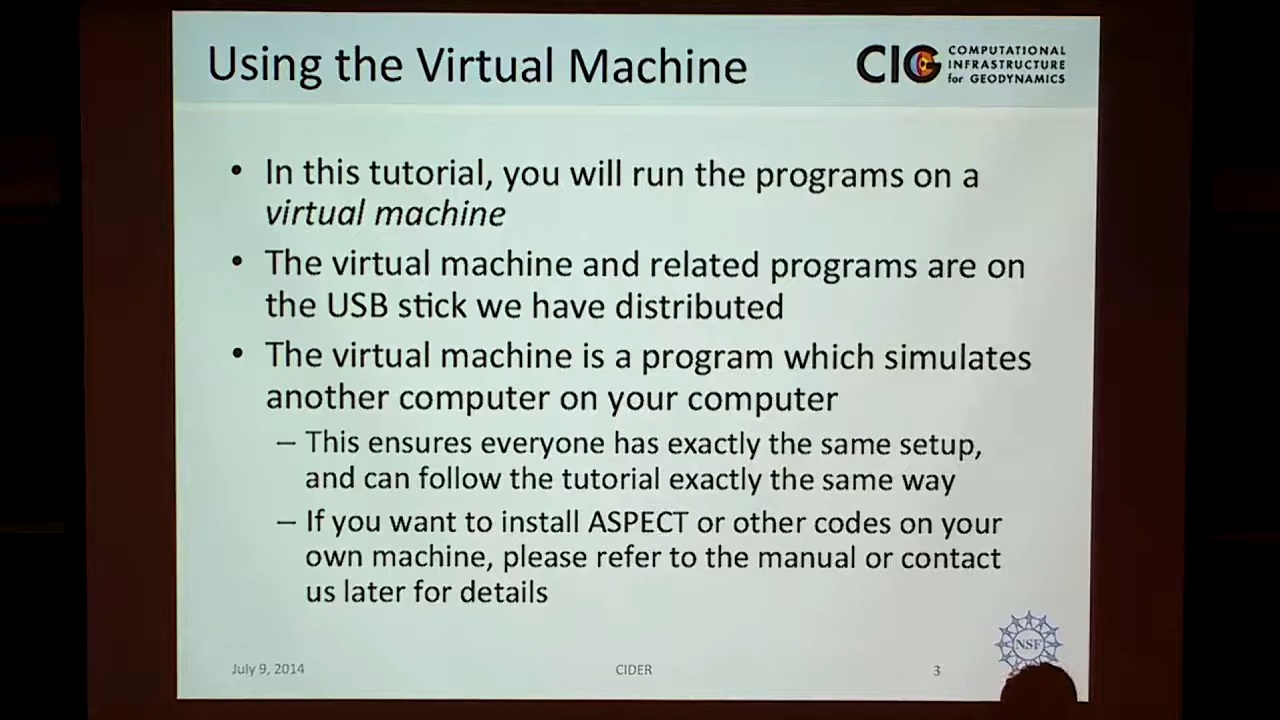 Using the Virtual Machine
CIG COMPUTATIONAL
INFRASTRUCTURE
for GEODYNAMICS
• In this tutorial, you will run the programs on a
virtual machine
• The virtual machine and related programs are on
the USB stick we have distributed
• The virtual machine is a program which simulates
another computer on your computer
– This ensures everyone has exactly the same setup,
and can follow the tutorial exactly the same way
– If you want to install ASPECT or other codes on your
own machine, please refer to the manual or contact
us later for details
NSF
July 9, 2014
CIDER
3